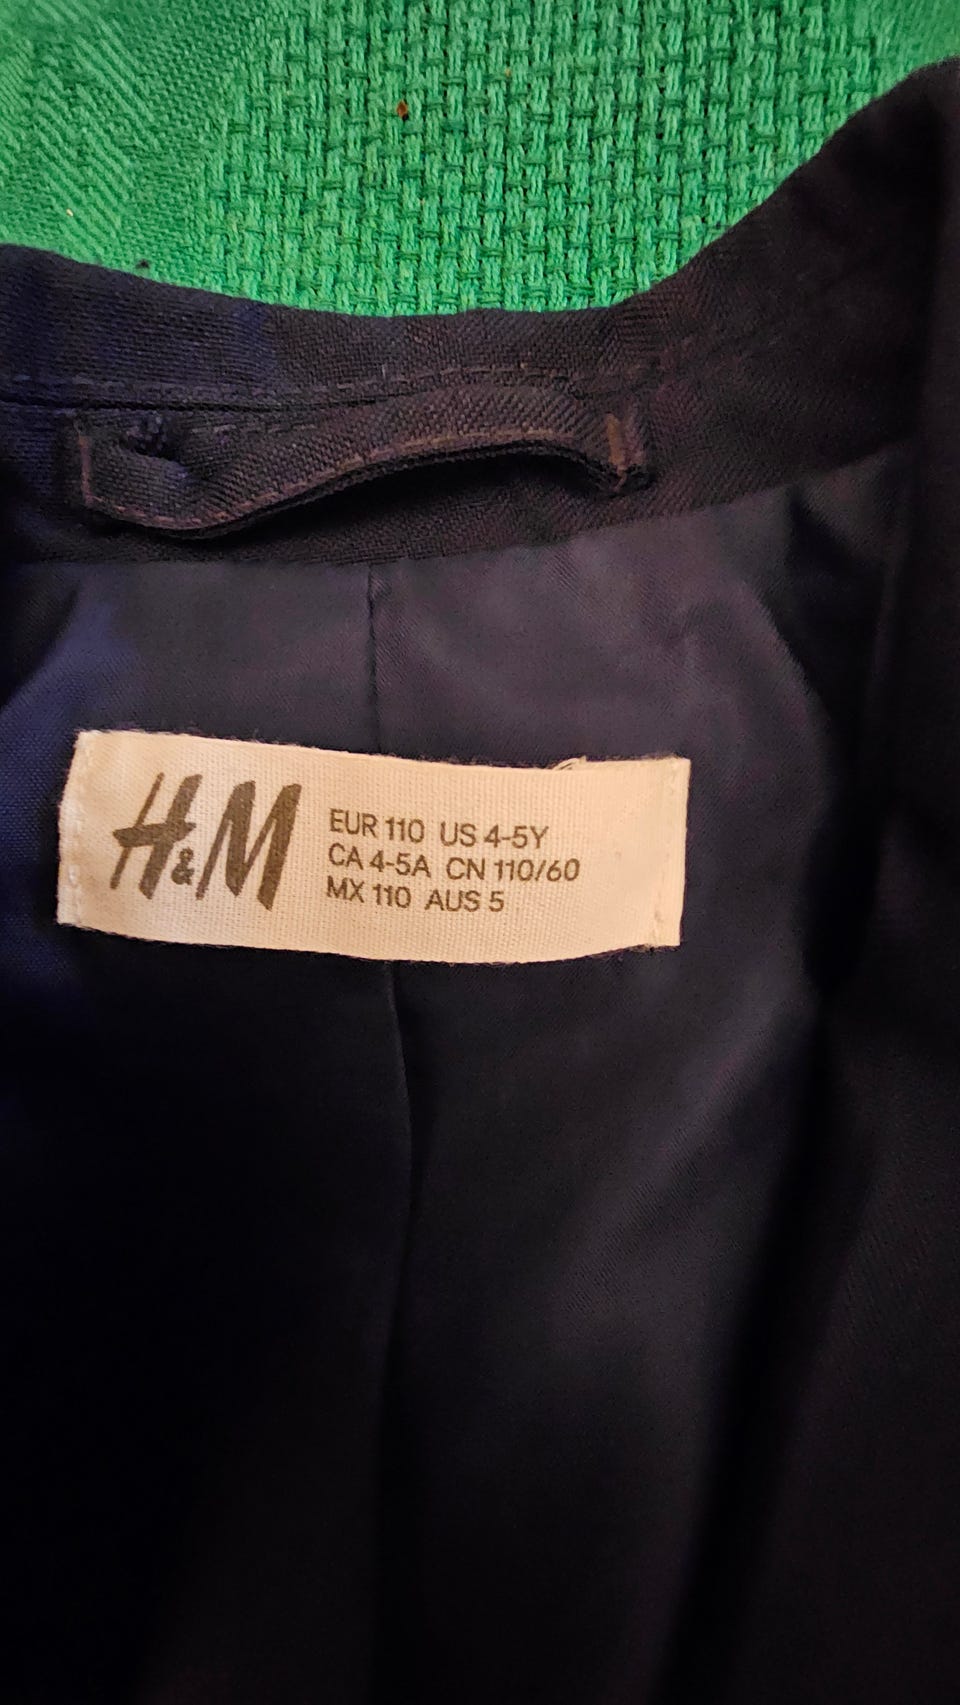 H&M
EUR 110 US 4-5Y
CA 4-5A CN 110/60
MX 110 AUS 5